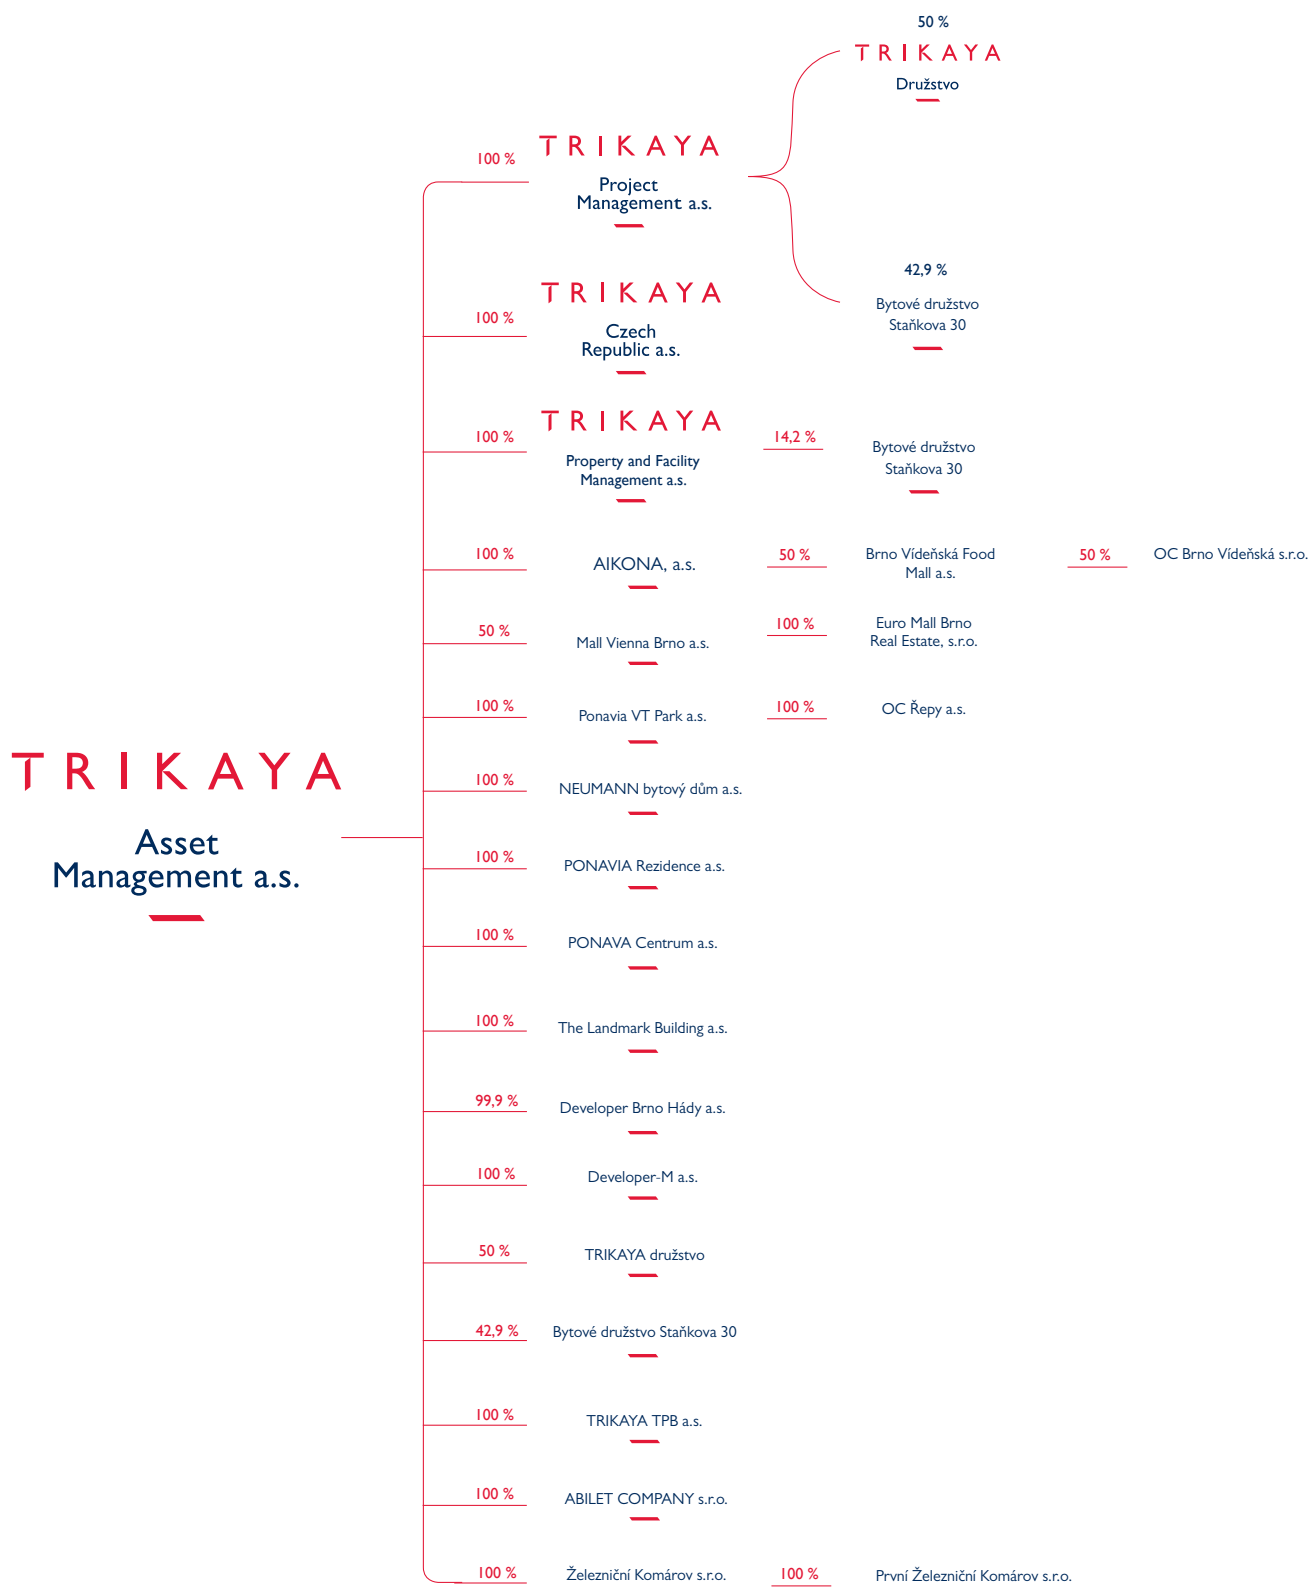 50 %
TRIKAYA
Družstvo
100 %
TRIKAYA
Project
Management a.s.
42,9 %
Bytové družstvo
Staňkova 30
100 %
TRIKAYA
Czech
Republic a.s.
100 %
TRIKAYA
Property and Facility
Management a.s.
14,2 %
Bytové družstvo
Staňkova 30
100 %
AIKONA, a.s.
50 %
Brno Vídeňská Food
Mall a.s.
50 %
OC Brno Vídeňská s.r.o.
50 %
Mall Vienna Brno a.s.
100 %
Euro Mall Brno
Real Estate, s.r.o.
100 %
Ponavia VT Park a.s.
100 %
OC Řepy a.s.
TRIKAYA
Asset
Management a.s.
100 %
NEUMANN bytový dům a.s.
100 %
PONAVIA Rezidence a.s.
100 %
PONAVA Centrum a.s.
100 %
The Landmark Building a.s.
99,9 %
Developer Brno Hády a.s.
100 %
Developer-M a.s.
50 %
TRIKAYA družstvo
42,9 %
Bytové družstvo Staňkova 30
100 %
TRIKAYA TPB a.s.
100 %
ABILET COMPANY s.r.o.
100 %
Železniční Komárov s.r.o.
100 %
První Železniční Komárov s.r.o.